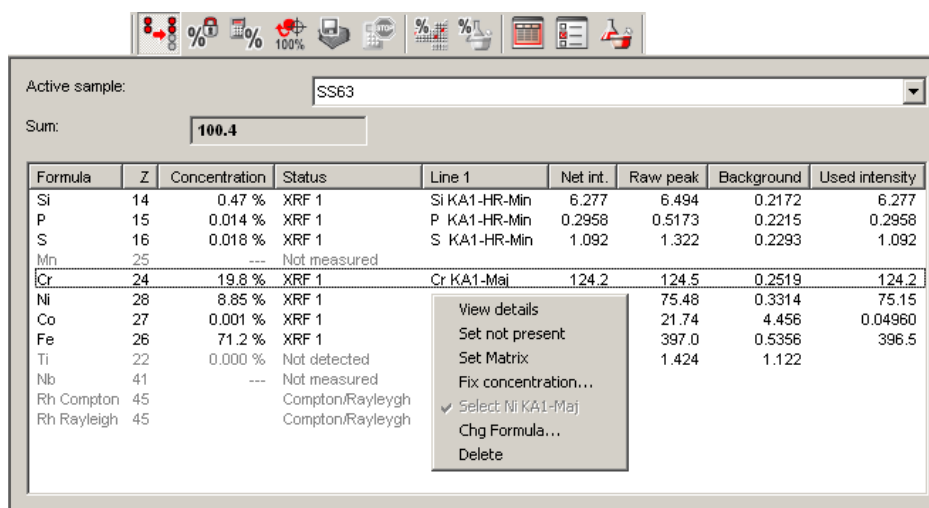 % % 100% STOP % %
Active sample: SS63
Sum: 100.4
Formula Z Concentration Status Line 1 Net int. Raw peak Background Used intensity
Si 14 0.47 % XRF 1 Si KA1-HR-Min 6.277 6.494 0.2172 6.277
P 15 0.014 % XRF 1 P KA1-HR-Min 0.2958 0.5173 0.2215 0.2958
S 16 0.018 % XRF 1 S KA1-HR-Min 1.092 1.322 0.2293 1.092
Mn 25 --- Not measured
Cr 24 19.8 % XRF 1 Cr KA1-Maj 124.2 124.5 0.2519 124.2
Ni 28 8.85 % XRF 1 75.48 0.3314 75.15
Co 27 0.001 % XRF 1 21.74 4.456 0.04960
Fe 26 71.2 % XRF 1 397.0 0.5356 396.5
Ti 22 0.000 % Not detected 1.424 1.122
Nb 41 --- Not measured
Rh Compton 45 Compton/Rayleygh
Rh Rayleigh 45 Compton/Rayleygh
View details
Set not present
Set Matrix
Fix concentration...
Select Ni KA1-Maj
Chg Formula...
Delete